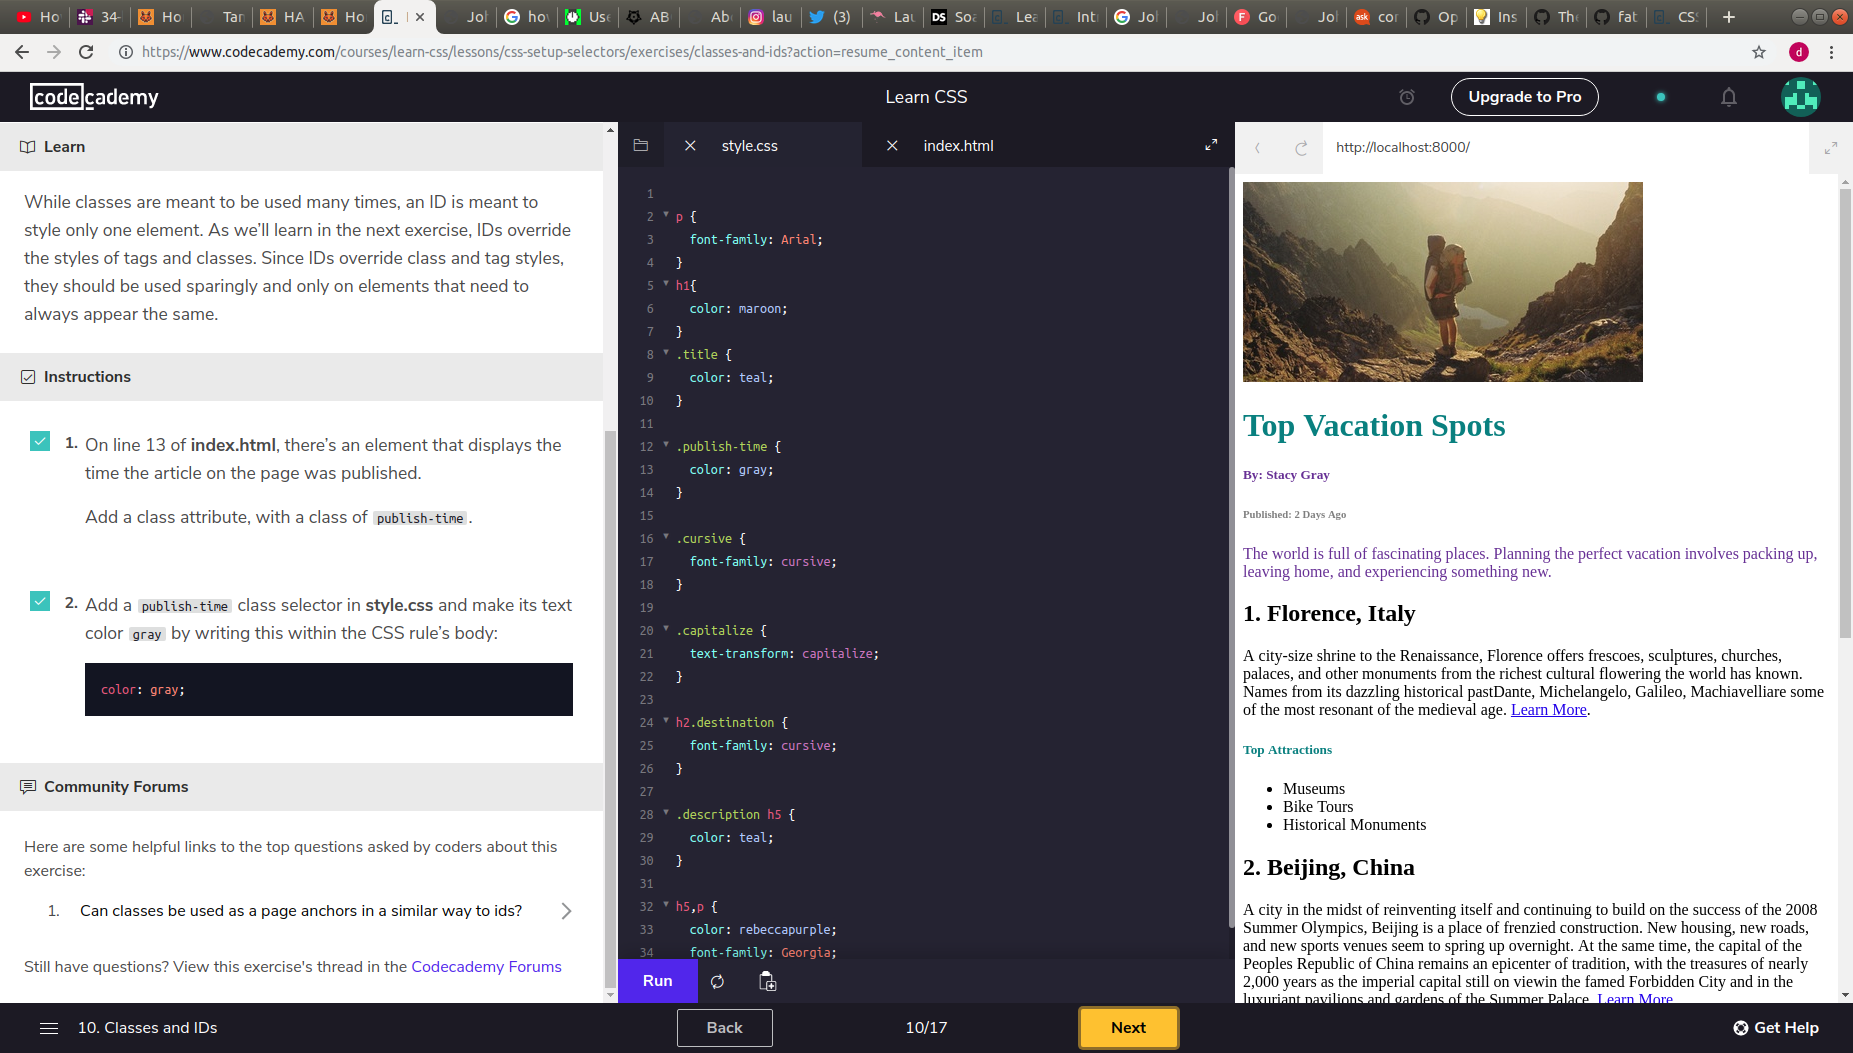 Ho
34-
Ho
Tar
HA
Ho
Joh
hov
Use
AB
Abo
lau
(3)
Lau
Soa
Lea
Intr
Joh
Joh
Go
Joh
cor
Op
Ins
The
fat
CSS
https://www.codecademy.com/courses/learn-css/lessons/css-setup-selectors/exercises/classes-and-ids?action=resume_content_item
d
codecademy
Learn CSS
Upgrade to Pro
Learn
While classes are meant to be used many times, an ID is meant to
style only one element. As we’ll learn in the next exercise, IDs override
the styles of tags and classes. Since IDs override class and tag styles,
they should be used sparingly and only on elements that need to
always appear the same.
Instructions
1. On line 13 of index.html, there’s an element that displays the
time the article on the page was published.
Add a class attribute, with a class of publish-time.
2. Add a publish-time class selector in style.css and make its text
color gray by writing this within the CSS rule’s body:
color: gray;
Community Forums
Here are some helpful links to the top questions asked by coders about this
exercise:
1. Can classes be used as a page anchors in a similar way to ids?
Still have questions? View this exercise's thread in the Codecademy Forums
style.css
index.html
1
2 p {
3 font-family: Arial;
4 }
5 h1{
6 color: maroon;
7 }
8 .title {
9 color: teal;
10 }
11
12 .publish-time {
13 color: gray;
14 }
15
16 .cursive {
17 font-family: cursive;
18 }
19
20 .capitalize {
21 text-transform: capitalize;
22 }
23
24 h2.destination {
25 font-family: cursive;
26 }
27
28 .description h5 {
29 color: teal;
30 }
31
32 h5,p {
33 color: rebeccapurple;
34 font-family: Georgia;
Run
http://localhost:8000/
Top Vacation Spots
By: Stacy Gray
Published: 2 Days Ago
The world is full of fascinating places. Planning the perfect vacation involves packing up,
leaving home, and experiencing something new.
1. Florence, Italy
A city-size shrine to the Renaissance, Florence offers frescoes, sculptures, churches,
palaces, and other monuments from the richest cultural flowering the world has known.
Names from its dazzling historical pastDante, Michelangelo, Galileo, Machiavelliare some
of the most resonant of the medieval age. Learn More.
Top Attractions
• Museums
• Bike Tours
• Historical Monuments
2. Beijing, China
A city in the midst of reinventing itself and continuing to build on the success of the 2008
Summer Olympics, Beijing is a place of frenzied construction. New housing, new roads,
and new sports venues seem to spring up overnight. At the same time, the capital of the
Peoples Republic of China remains an epicenter of tradition, with the treasures of nearly
2,000 years as the imperial capital still on viewin the famed Forbidden City and in the
luxuriant pavilions and gardens of the Summer Palace. Learn More
10. Classes and IDs
Back
10/17
Next
Get Help